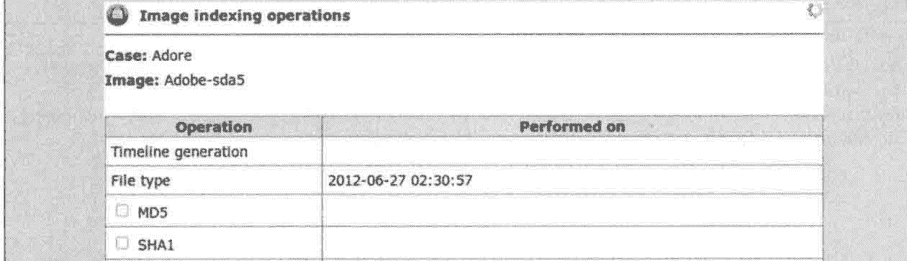 Image indexing operations
Case: Adore
Image: Adobe-sda5
Operation Performed on
Timeline generation
File type 2012-06-27 02:30:57
MD5
SHA1